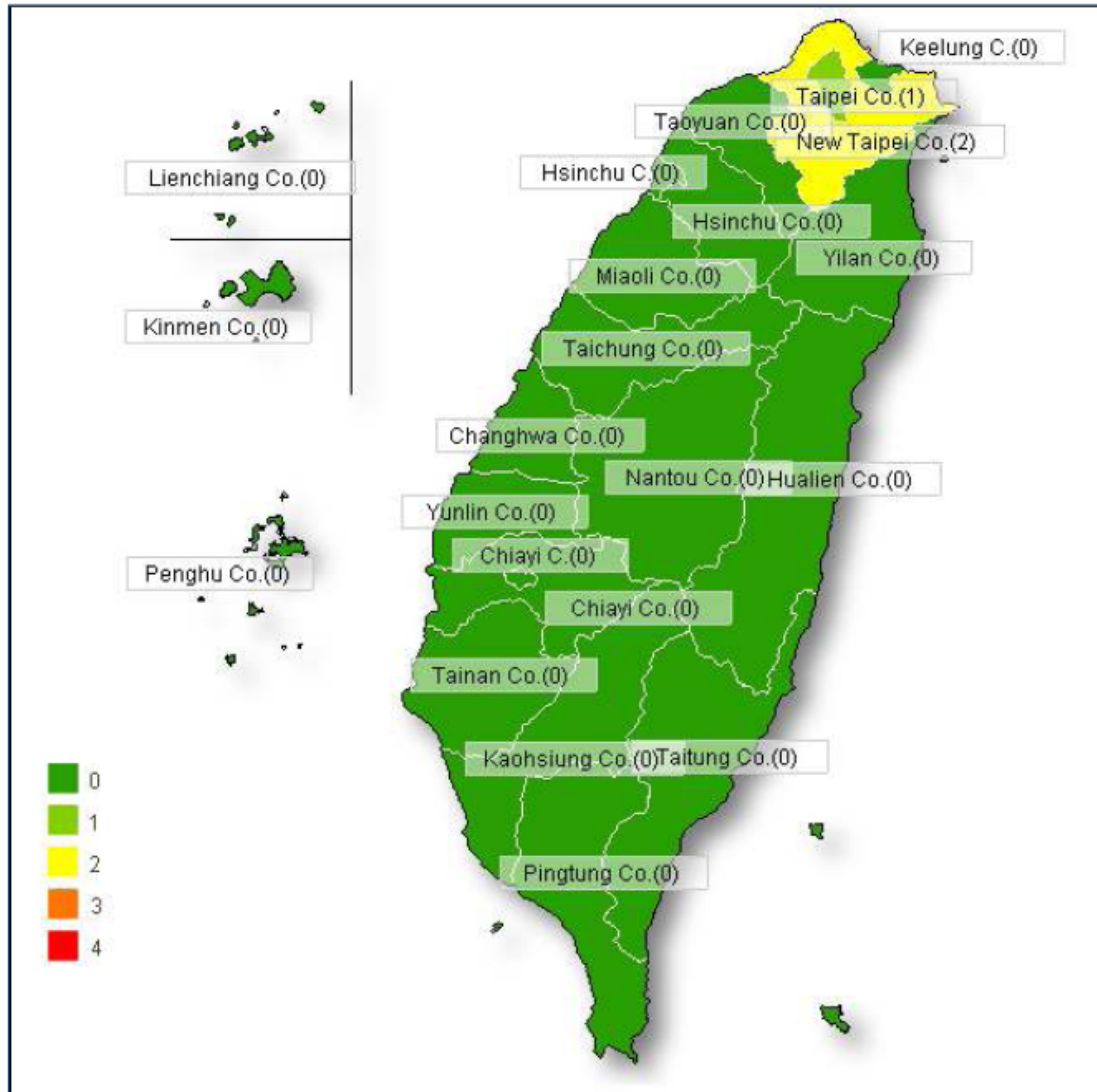 Keelung C.(0)
Taipei Co.(1)
Taoyuan Co.(0)
New Taipei Co.(2)
Hsinchu C.(0)
Lienchiang Co.(0)
Hsinchu Co.(0)
Yilan Co.(0)
Miaoli Co.(0)
Kinmen Co.(0)
Taichung Co.(0)
Changhwa Co.(0)
Nantou Co.(0)
Hualien Co.(0)
Yunlin Co.(0)
Chiayi C.(0)
Penghu Co.(0)
Chiayi Co.(0)
Tainan Co.(0)
Kaohsiung Co.(0)
Taitung Co.(0)
Pingtung Co.(0)
0
1
2
3
4